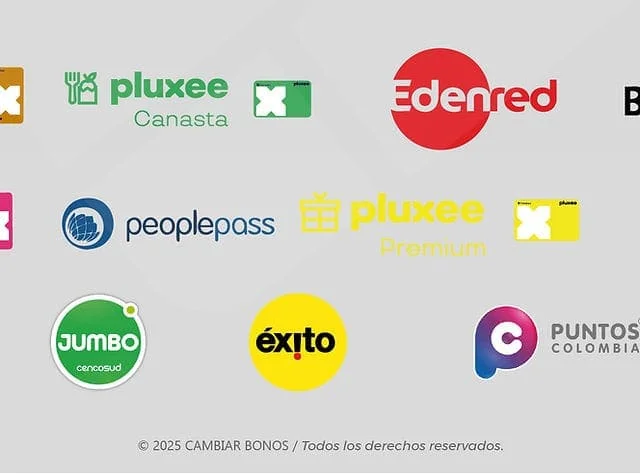 pluxee
Canasta
Edenred
B
peoplepass
pluxee
Premium
pluxee
JUMBO
cencosud
éxito
PUNTOS
COLOMBIA
© 2025 CAMBIAR BONOS / Todos los derechos reservados.